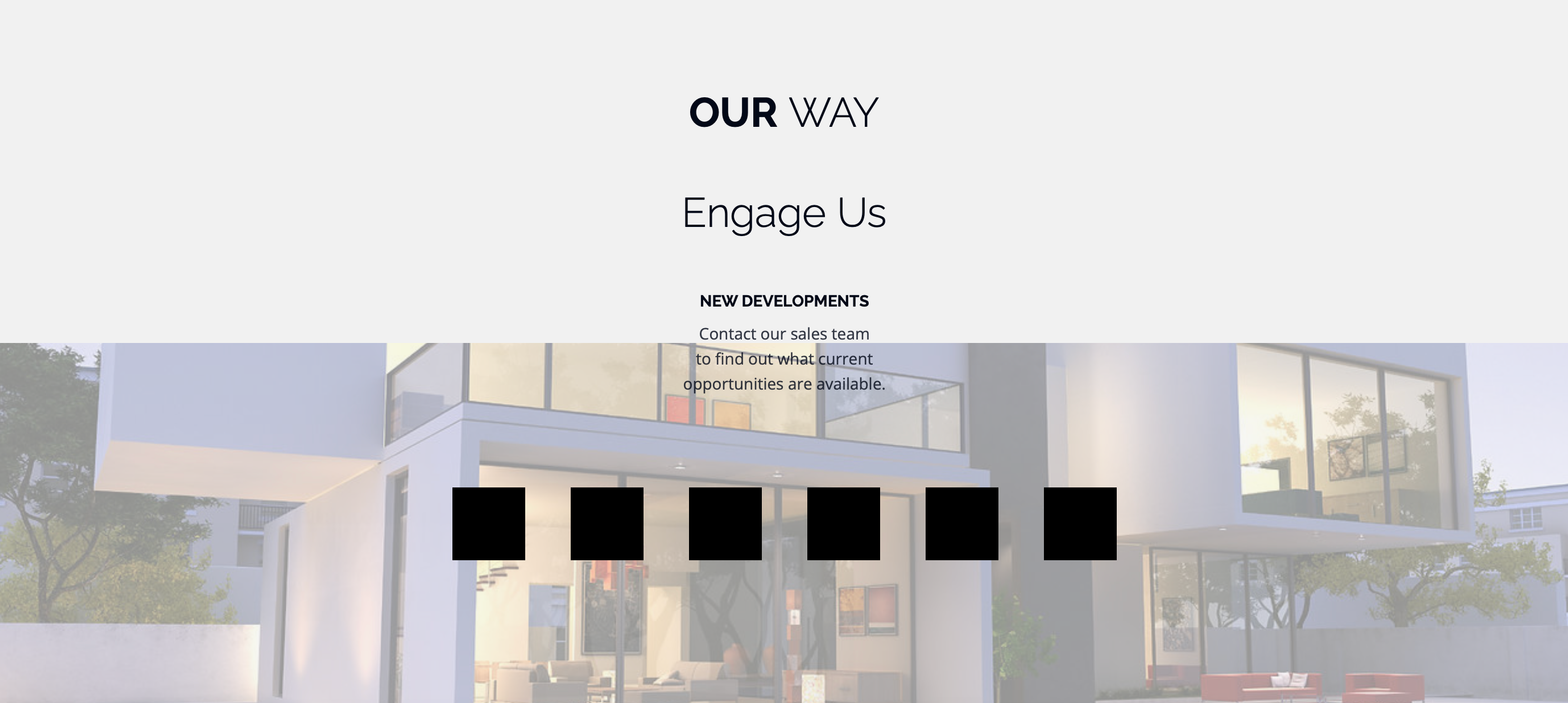 OUR WAY
Engage Us
NEW DEVELOPMENTS
Contact our sales team
to find out what current
opportunities are available.